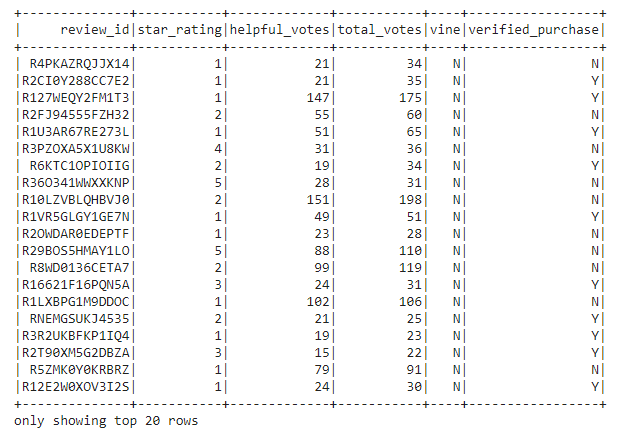 +--------------+-----------+-------------+-----------+----+-----------------+
|     review_id|star_rating|helpful_votes|total_votes|vine|verified_purchase|
+--------------+-----------+-------------+-----------+----+-----------------+
| R4PKAZRQJJX14|          1|           21|         34|   N|                N|
|R2CI0Y288CC7E2|          1|           21|         35|   N|                Y|
|R127WEQY2FM1T3|          1|          147|        175|   N|                Y|
|R2FJ94555FZH32|          2|           55|         60|   N|                N|
|R1U3AR67RE273L|          1|           51|         65|   N|                Y|
|R3PZOXA5X1U8KW|          4|           31|         36|   N|                N|
| R6KTC1OPIOIIG|          2|           19|         34|   N|                Y|
|R36O341WWXXKNP|          5|           28|         31|   N|                N|
|R10LZVBLQHBVJ0|          2|          151|        198|   N|                N|
|R1VR5GLGY1GE7N|          1|           49|         51|   N|                Y|
|R2OWDAR0EDEPTF|          1|           23|         28|   N|                N|
|R29BOS5HMAY1LO|          5|           88|        110|   N|                N|
| R8WD0136CETA7|          2|           99|        119|   N|                N|
|R16621F16PQN5A|          3|           24|         31|   N|                Y|
|R1LXBPG1M9DDOC|          1|          102|        106|   N|                N|
| RNEMGSUKJ4535|          2|           21|         25|   N|                Y|
|R3R2UKBFKP1IQ4|          1|           19|         23|   N|                Y|
|R2T90XM5G2DBZA|          3|           15|         22|   N|                Y|
| R5ZMK0Y0KRBRZ|          1|           79|         91|   N|                N|
|R12E2W0XOV3I2S|          1|           24|         30|   N|                Y|
+--------------+-----------+-------------+-----------+----+-----------------+
only showing top 20 rows